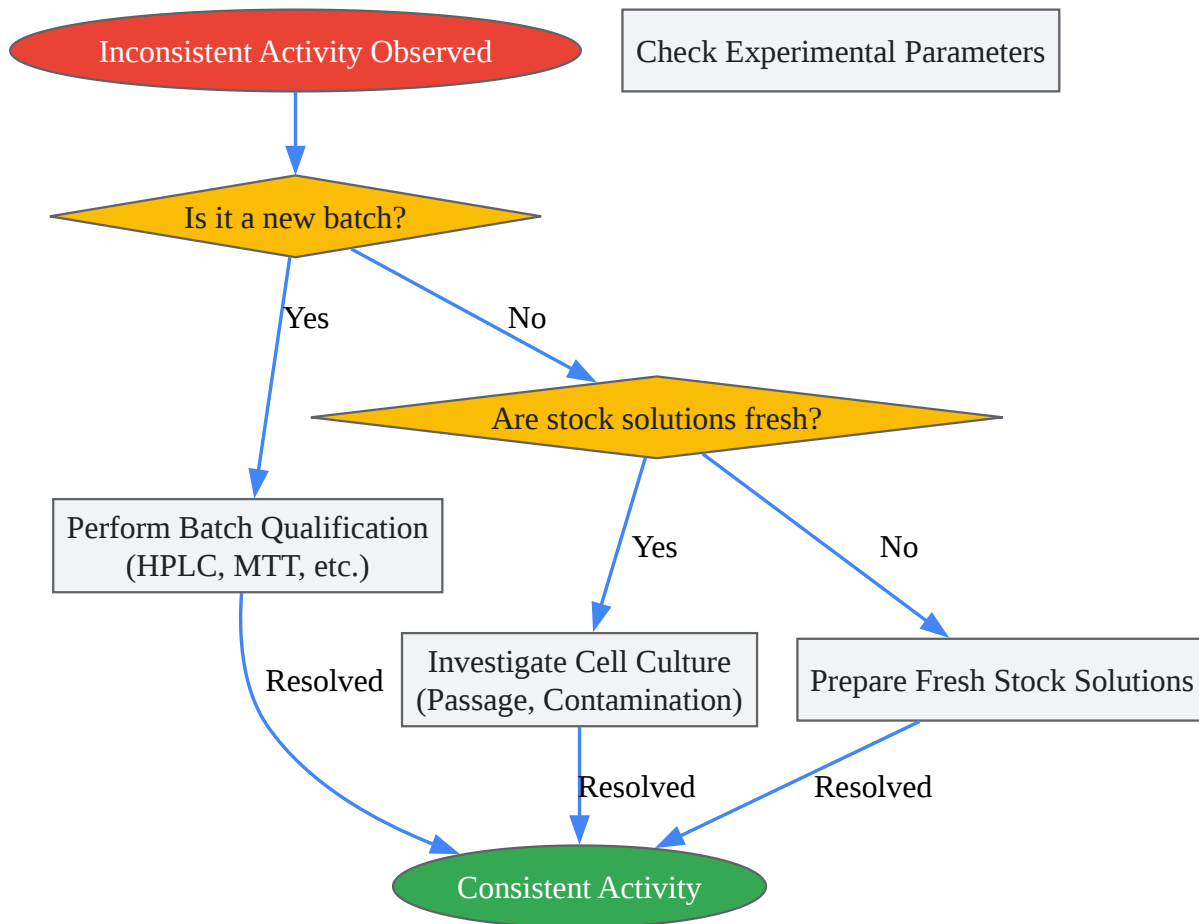 Inconsistent Activity Observed
Check Experimental Parameters
Is it a new batch?
Yes
No
Are stock solutions fresh?
Perform Batch Qualification
(HPLC, MTT, etc.)
Yes
No
Investigate Cell Culture
(Passage, Contamination)
Prepare Fresh Stock Solutions
Resolved
Resolved
Resolved
Consistent Activity